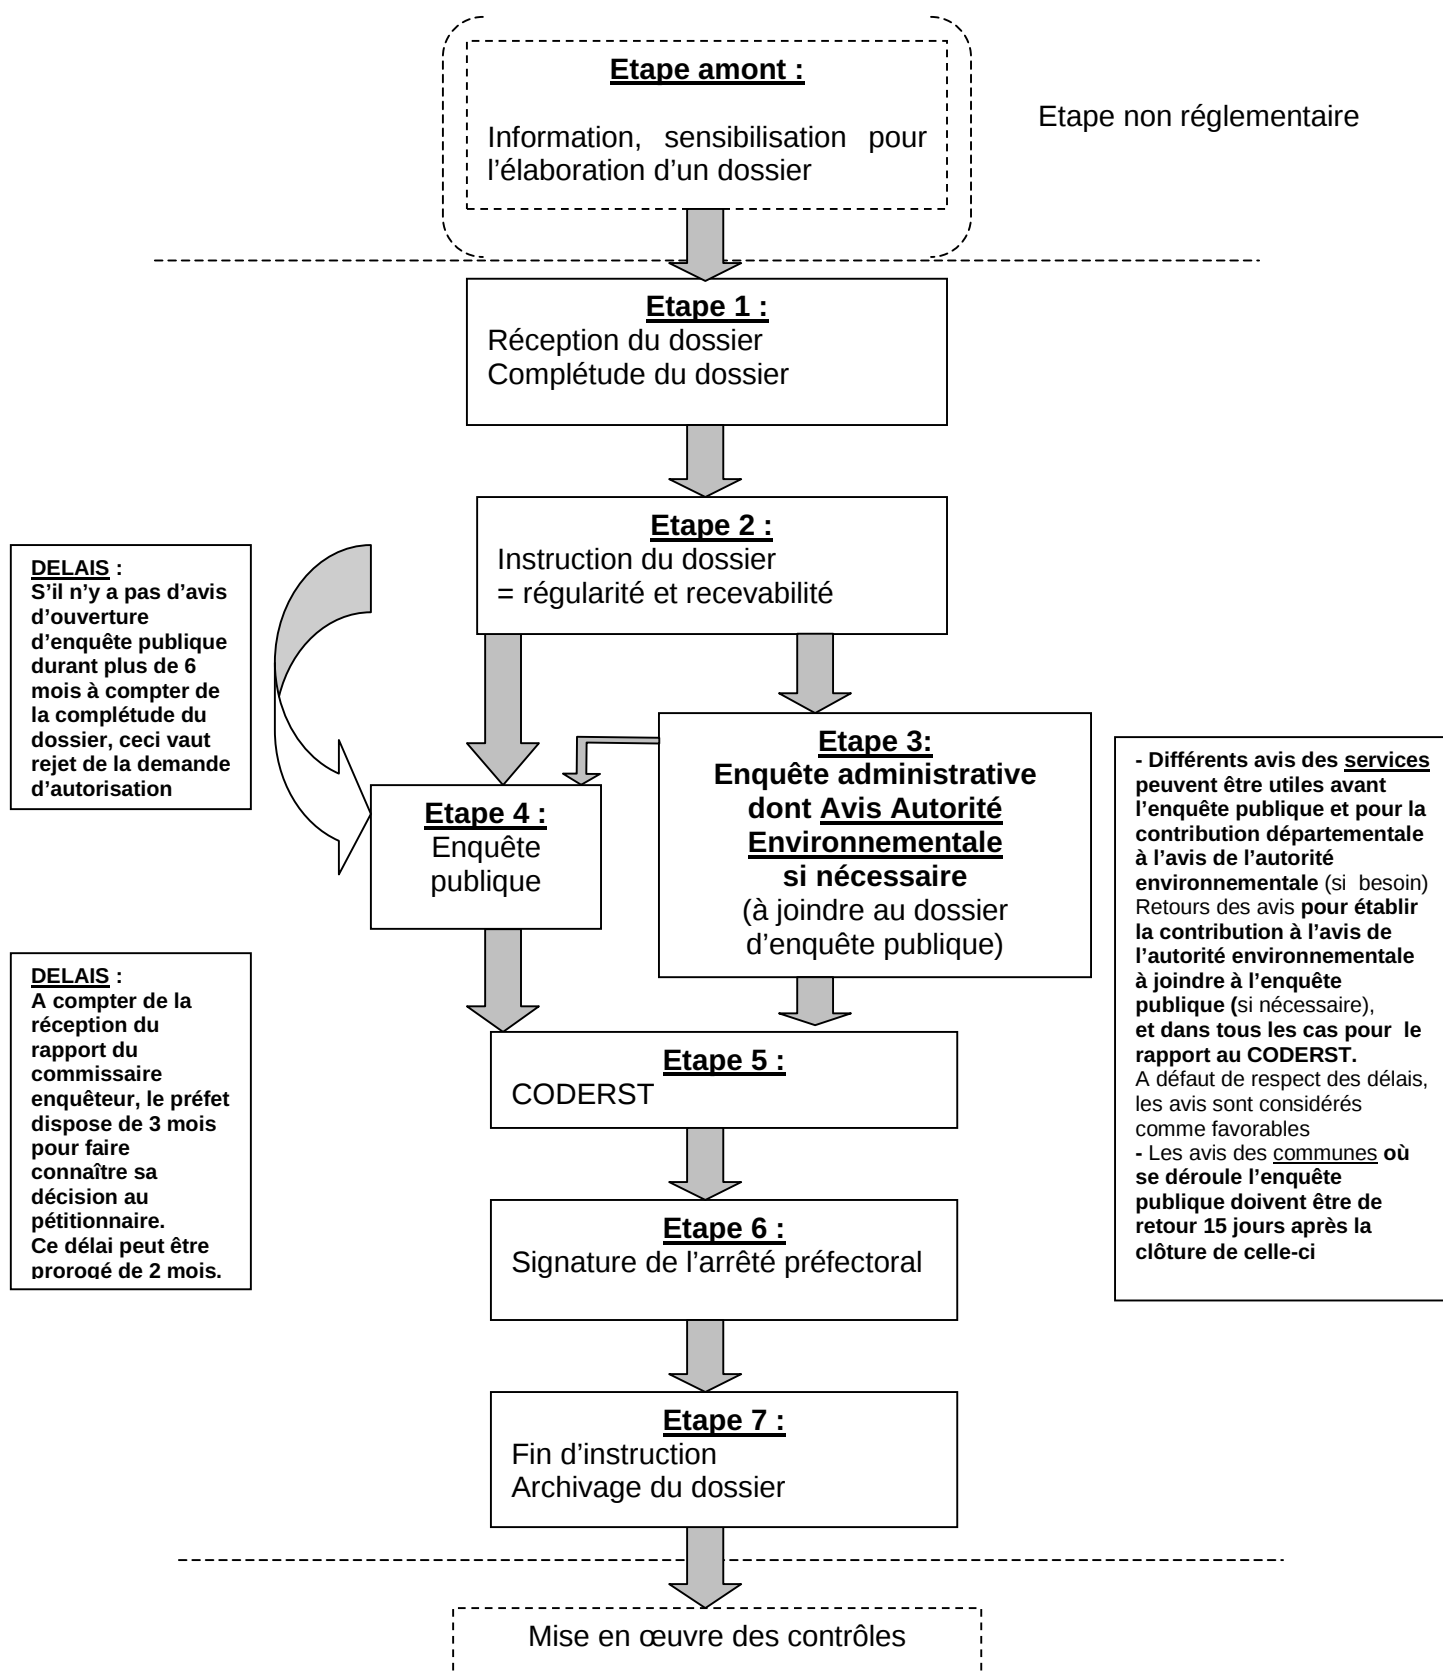 Etape amont :
Information, sensibilisation pour
l’élaboration d’un dossier
Etape non réglementaire
Etape 1 :
Réception du dossier
Complétude du dossier
Etape 2 :
Instruction du dossier
= régularité et recevabilité
DELAIS :
S’il n’y a pas d’avis
d’ouverture
d’enquête publique
durant plus de 6
mois à compter de
la complétude du
dossier, ceci vaut
rejet de la demande
d’autorisation
Etape 3:
Enquête administrative
dont Avis Autorité
Environnementale
si nécessaire
(à joindre au dossier
d’enquête publique)
Etape 4 :
Enquête
publique
- Différents avis des services
peuvent être utiles avant
l’enquête publique et pour la
contribution départementale
à l’avis de l’autorité
environnementale (si besoin)
Retours des avis pour établir
la contribution à l’avis de
l’autorité environnementale
à joindre à l’enquête
publique (si nécessaire),
et dans tous les cas pour le
rapport au CODERST.
A défaut de respect des délais,
les avis sont considérés
comme favorables
- Les avis des communes où
se déroule l’enquête
publique doivent être de
retour 15 jours après la
clôture de celle-ci
DELAIS :
A compter de la
réception du
rapport du
commissaire
enquêteur, le préfet
dispose de 3 mois
pour faire
connaître sa
décision au
pétitionnaire.
Ce délai peut être
prorogé de 2 mois.
Etape 5 :
CODERST
Etape 6 :
Signature de l’arrêté préfectoral
Etape 7 :
Fin d’instruction
Archivage du dossier
Mise en œuvre des contrôles